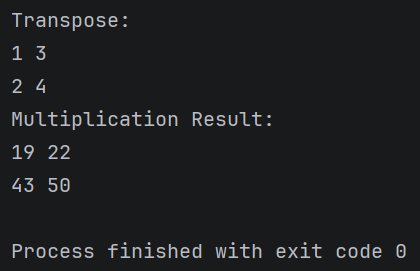 Transpose:
1 3
2 4
Multiplication Result:
19 22
43 50
Process finished with exit code 0